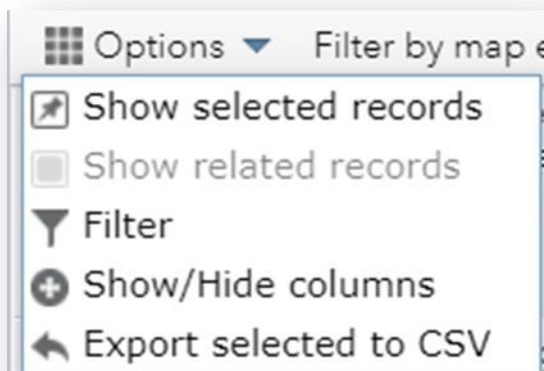 Options Filter by map
Show selected records
Show related records
Filter
Show/Hide columns
Export selected to CSV